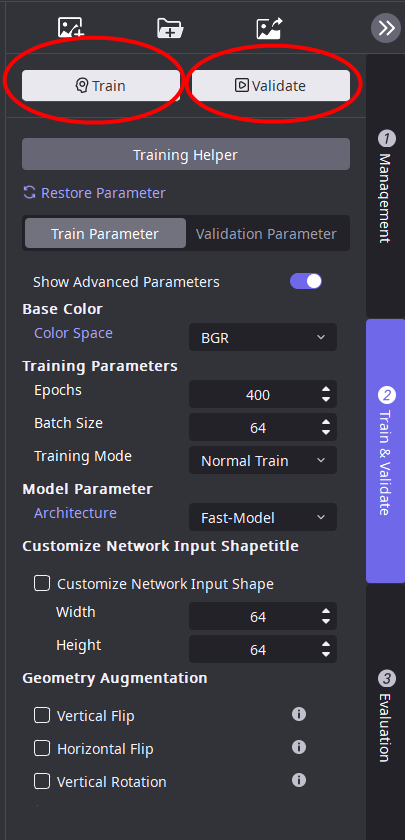 Train
Validate
Training Helper
Restore Parameter
Train Parameter
Validation Parameter
Show Advanced Parameters
Base Color
Color Space
BGR
Training Parameters
Epochs
400
Batch Size
64
Training Mode
Normal Train
Model Parameter
Architecture
Fast-Model
Customize Network Input Shapetitle
Customize Network Input Shape
Width
64
Height
64
Geometry Augmentation
Vertical Flip
Horizontal Flip
Vertical Rotation
1 Management
2 Train & Validate
3 Evaluation